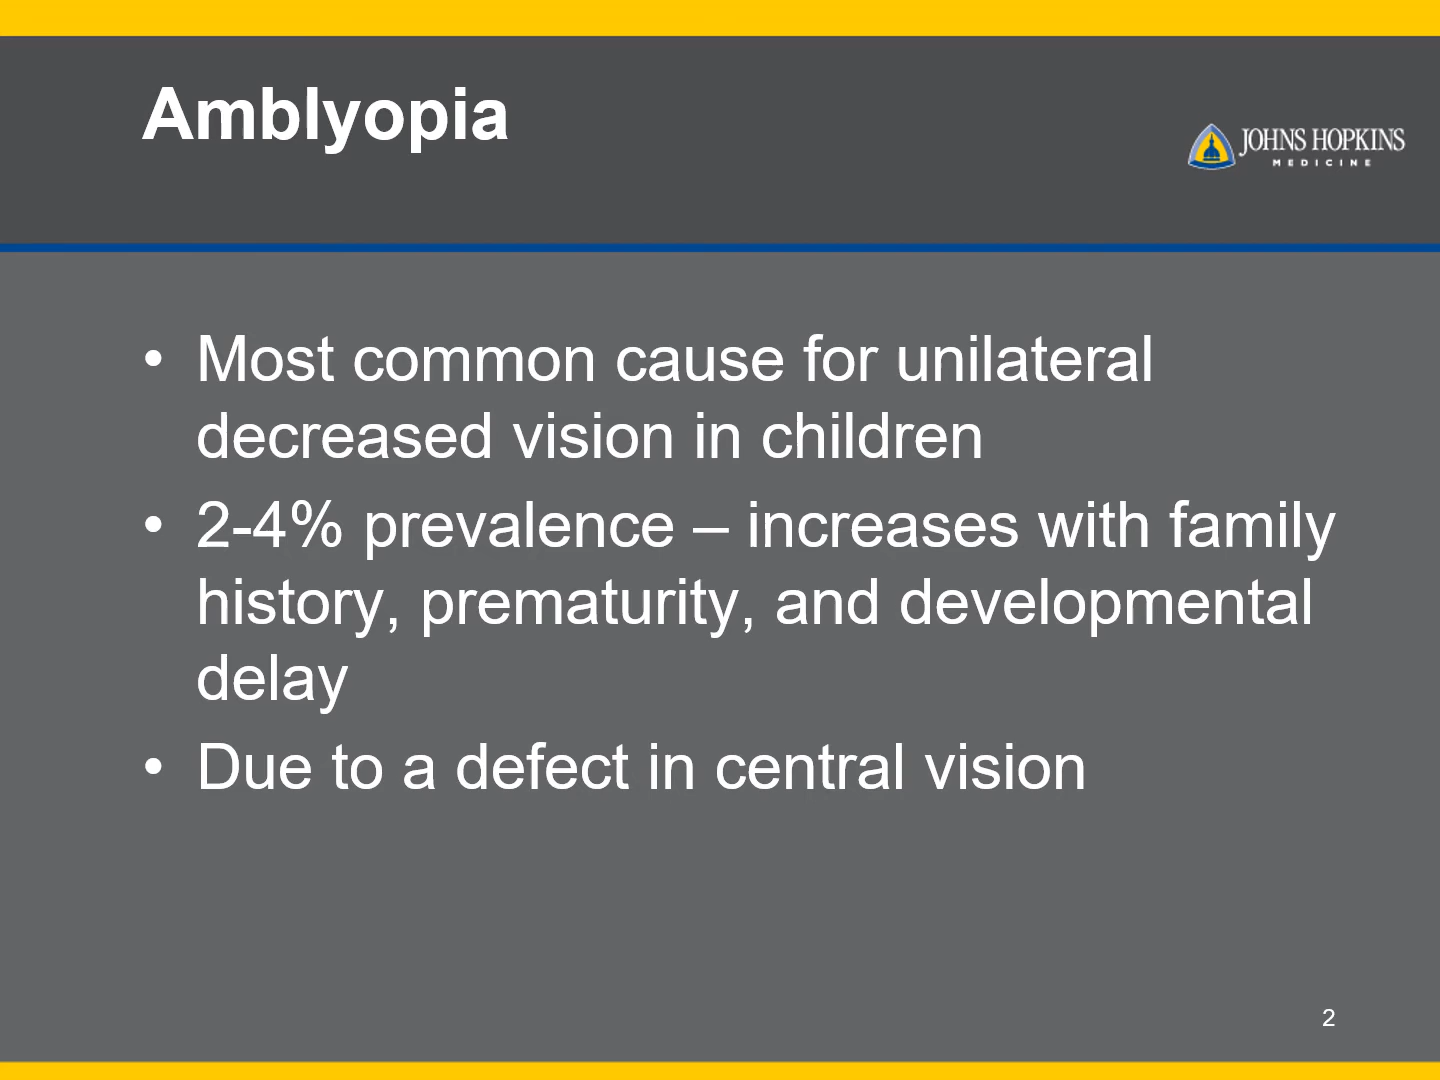 Amblyopia
JOHNS HOPKINS
MEDICINE
• Most common cause for unilateral
decreased vision in children
• 2-4% prevalence – increases with family
history, prematurity, and developmental
delay
• Due to a defect in central vision
2